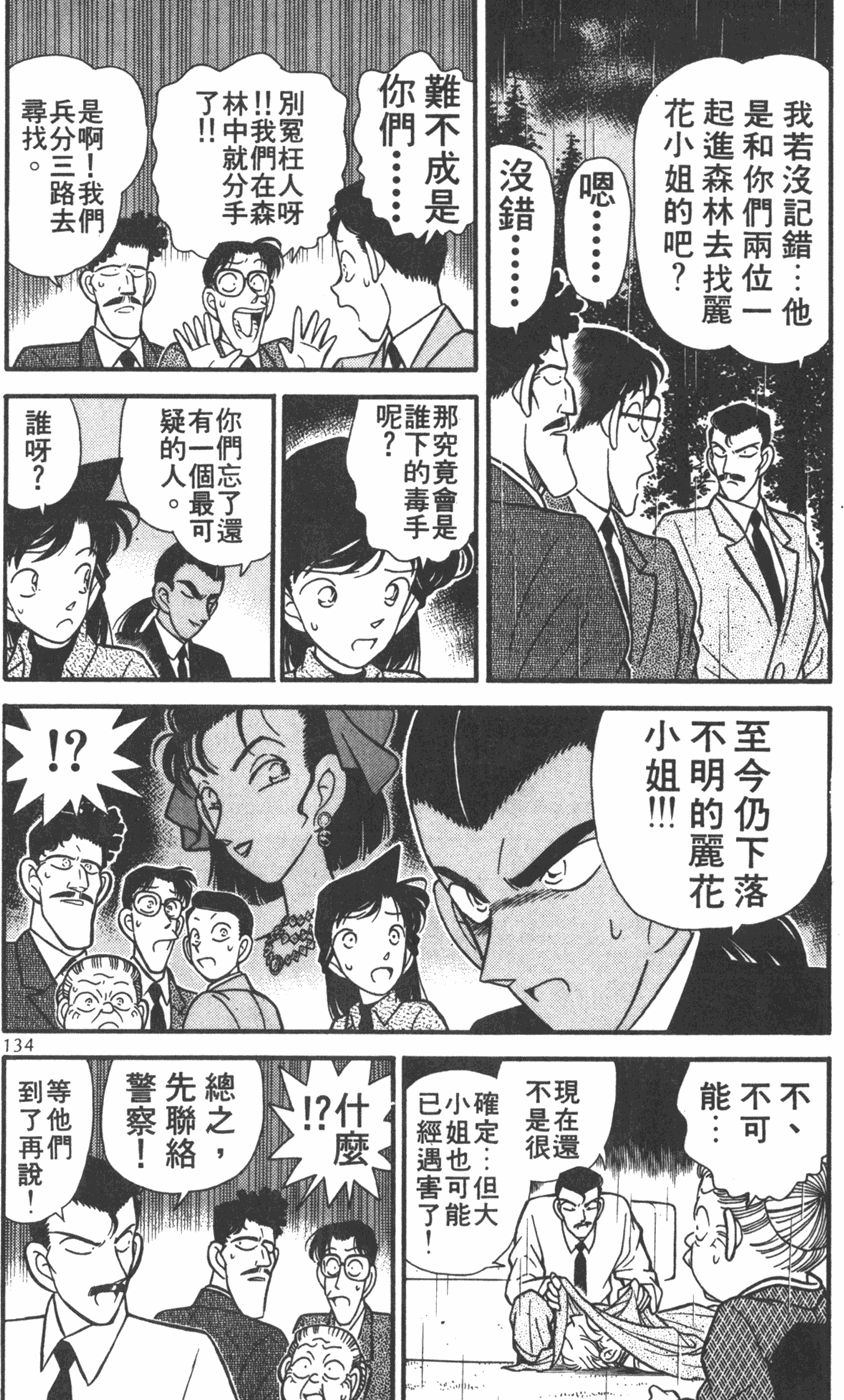 我若沒記錯…他
是和你們兩位一
起進森林去找麗
花小姐的吧？
嗯……
沒錯……
難不成是
你們……
別冤枉人呀
!!我們在森
林中就分手
了!!
是啊！我們
兵分三路去
尋找。
那究竟會是
誰下的毒手
呢？
你們忘了還
有一個最可
疑的人。
誰呀？
至今仍下落
不明的麗花
小姐!!!
!?
134
不、
不可
能…
現在還
不是很
確定…但大
小姐也可能
已經遇害了！
什麼
!?
總之，
先聯絡
警察！
等他們
到了再說！